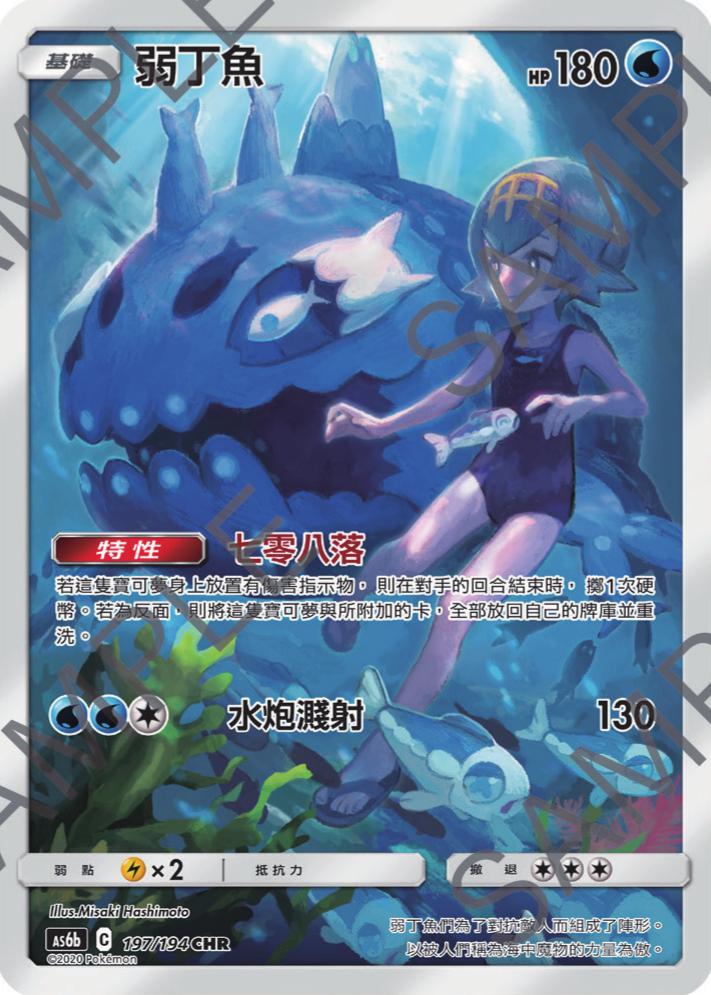 基礎 弱丁魚 HP 180
特性 七零八落
若這隻寶可夢身上放置有傷害指示物，則在對手的回合結束時，擲1次硬
幣。若為反面，則將這隻寶可夢與所附加的卡，全部放回自己的牌庫並重
洗。
水炮濺射 130
弱點 ×2 抵抗力 撤退
Illus.Misaki Hashimoto
AS6b C 197/194 CHR
©2020 Pokémon
弱丁魚們為了對抗敵人而組成了陣形。
以被人們稱為海中魔物的力量為傲。
SAMPLE
SAMPLE
SAMPLE
SAMPLE
SAMPLE
SAMPLE